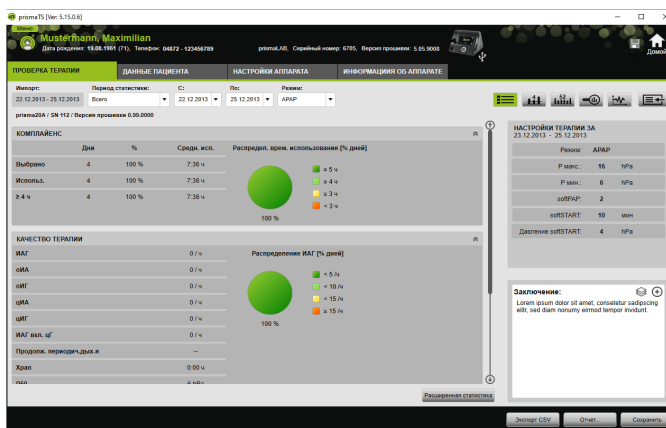 prismaTS [Ver: 5.15.0.6]
Меню
Mustermann, Maximilian
Дата рождения: 19.08.1961 (71), Телефон: 04872 - 123456789
prismaLAB, Серийный номер: 6705, Версия прошивки: 5.05.9008
Домой
ПРОВЕРКА ТЕРАПИИ
ДАННЫЕ ПАЦИЕНТА
НАСТРОЙКИ АППАРАТА
ИНФОРМАЦИИЯ ОБ АППАРАТЕ
Импорт: Период статистики: С: По: Режим:
22.12.2013 - 25.12.2013 Всего 22.12.2013 25.12.2013 APAP
prisma20A / SN 112 / Версия прошивки 0.99.0000
КОМПЛАЙЕНС
Дни % Средн. исп.
Выбрано 4 100 % 7:36 ч
Использ. 4 100 % 7:36 ч
≥ 4 ч 4 100 % 7:36 ч
Распредел. врем. использования [% дней]
≥ 5 ч
≥ 4 ч
≥ 3 ч
< 3 ч
100 %
КАЧЕСТВО ТЕРАПИИ
ИАГ 0 / ч
оИА 0 / ч
оИГ 0 / ч
цИА 0 / ч
цИГ 0 / ч
ИАГ вкл. цГ 0 / ч
Продолж. периодич.дых-я –
Храп 0:00 ч
P50 6 hPa
Распределение ИАГ [% дней]
< 5 /ч
< 10 /ч
< 15 /ч
≥ 15 /ч
100 %
Расширенная статистика
НАСТРОЙКИ ТЕРАПИИ ЗА
23.12.2013 - 25.12.2013
Режим: APAP
P макс.: 16 hPa
P мин.: 6 hPa
softPAP: 2
softSTART: 10 мин
Давление softSTART: 4 hPa
Заключение:
Lorem ipsum dolor sit amet, consetetur sadipscing
elitr, sed diam nonumy eirmod tempor invidunt.
Экспорт CSV
Отчет...
Сохранить